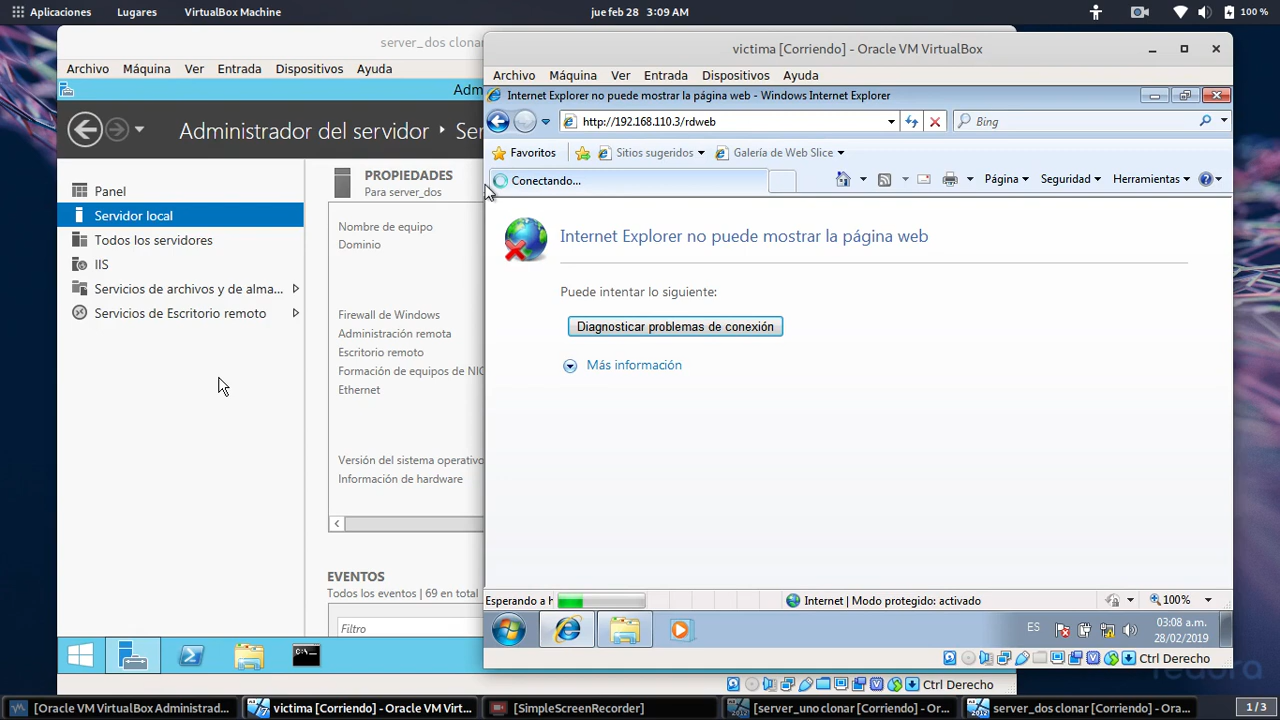 Aplicaciones Lugares VirtualBox Machine jue feb 28 3:09 AM 100 %
server_dos clonar
victima [Corriendo] - Oracle VM VirtualBox
Archivo Máquina Ver Entrada Dispositivos Ayuda
Archivo Máquina Ver Entrada Dispositivos Ayuda
Adm
Internet Explorer no puede mostrar la página web - Windows Internet Explorer
http://192.168.110.3/rdweb
Bing
Administrador del servidor Ser
Favoritos Sitios sugeridos Galería de Web Slice
Conectando...
Página Seguridad Herramientas
Panel
Servidor local
Todos los servidores
IIS
Servicios de archivos y de alma...
Servicios de Escritorio remoto
PROPIEDADES
Para server_dos
Nombre de equipo
Dominio
Firewall de Windows
Administración remota
Escritorio remoto
Formación de equipos de NIC
Ethernet
Versión del sistema operativo
Información de hardware
EVENTOS
Todos los eventos | 69 en total
Filtro
Internet Explorer no puede mostrar la página web
Puede intentar lo siguiente:
Diagnosticar problemas de conexión
Más información
Esperando a h
Internet | Modo protegido: activado
100%
ES
03:08 a.m.
28/02/2019
Ctrl Derecho
Ctrl Derecho
[Oracle VM VirtualBox Administrad... victima [Corriendo] - Oracle VM Virt... [SimpleScreenRecorder] [server_uno clonar [Corriendo] - Or... server_dos clonar [Corriendo] - Ora... 1 / 3